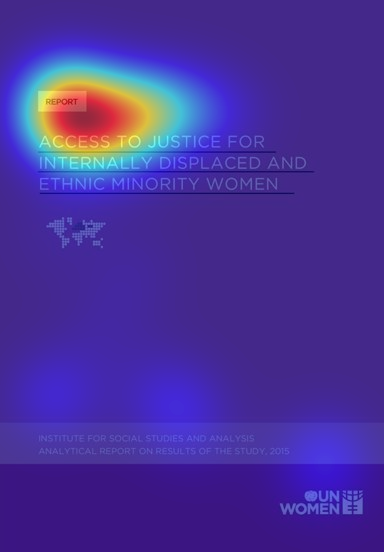 REPORT
ACCESS TO JUSTICE FOR
INTERNALLY DISPLACED AND
ETHNIC MINORITY WOMEN
INSTITUTE FOR SOCIAL STUDIES AND ANALYSIS
ANALYTICAL REPORT ON RESULTS OF THE STUDY, 2015
UN
WOMEN